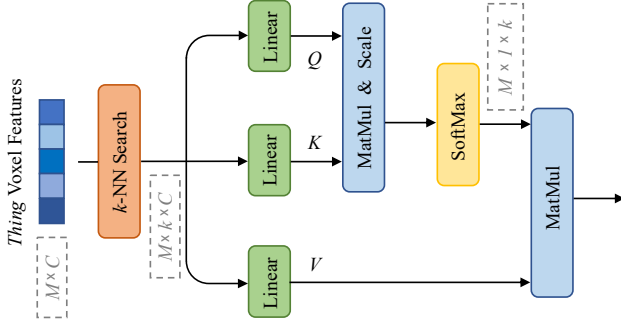 Thing Voxel Features
M × C
k-NN Search
M × k × C
Linear
Q
Linear
K
Linear
V
MatMul & Scale
SoftMax
M × 1 × k
MatMul